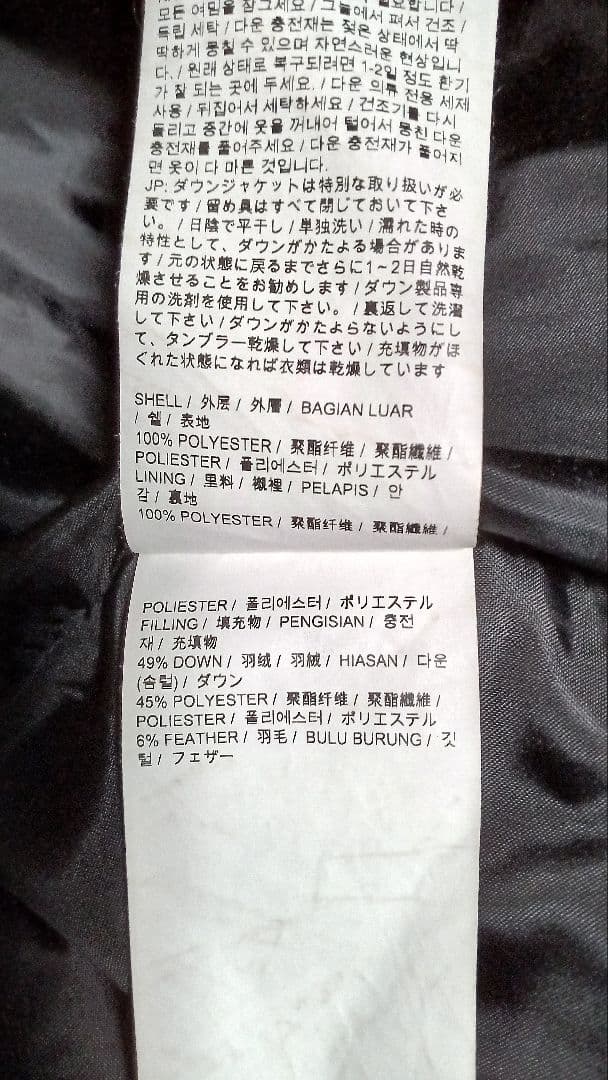 모든 여밈을 잠그세요 / 그늘에서 펴서 건조 /
독립 세탁 / 다운 충전재는 젖은 상태에서 딱
딱하게 뭉칠 수 있으며 자연스러운 현상입니
다. / 원래 상태로 복구되려면 1-2일 정도 환기
가 잘 되는 곳에 두세요. / 다운 의류 전용 세제
사용 / 뒤집어서 세탁하세요 / 건조기를 다시
돌리고 중간에 옷을 꺼내어 털어서 뭉친 다운
충전재를 풀어주세요 / 다운 충전재가 풀어지
면 옷이 다 마른 것입니다.
JP: ダウンジャケットは特別な取り扱いが必
要です / 留め具はすべて閉じておいて下さ
い。 / 日陰で平干し / 単独洗い / 濡れた時の
特性として、ダウンがかたよる場合がありま
す / 元の状態に戻るまでさらに1~2日自然乾
燥させることをお勧めします / ダウン製品専
用の洗剤を使用して下さい。 / 裏返して洗濯
して下さい / ダウンがかたよらないようにし
て、タンブラー乾燥して下さい / 充填物がほ
ぐれた状態になれば衣類は乾燥しています
SHELL / 外层 / 外層 / BAGIAN LUAR
/ 쉘 / 表地
100% POLYESTER / 聚酯纤维 / 聚酯纖維 /
POLIESTER / 폴리에스터 / ポリエステル
LINING / 里料 / 襯裡 / PELAPIS / 안
감 / 裏地
100% POLYESTER / 聚酯纤维 / 聚酯纖維 /
POLIESTER / 폴리에스터 / ポリエステル
FILLING / 填充物 / PENGISIAN / 충전
재 / 充填物
49% DOWN / 羽绒 / 羽絨 / HIASAN / 다운
(솜털) / ダウン
45% POLYESTER / 聚酯纤维 / 聚酯纖維 /
POLIESTER / 폴리에스터 / ポリエステル
6% FEATHER / 羽毛 / BULU BURUNG / 깃
털 / フェザー